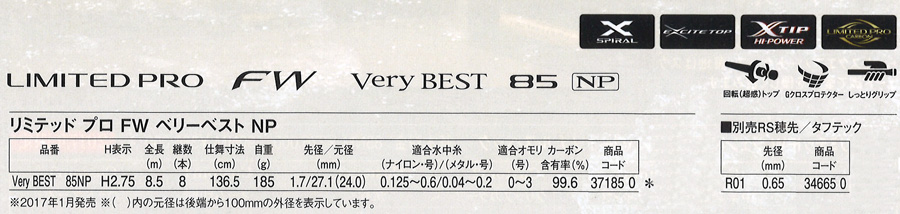 X SPIRAL EXCITETOP XTIP HI-POWER LIMITED PRO CARBON
LIMITED PRO FW Very BEST 85 NP
回転(超感)トップ Gクロスプロテクター しっとりグリップ
リミテッド プロ FW ベリーベスト NP
■別売RS穂先/タフテック
品番 H表示 全長(m) 継数(本) 仕舞寸法(cm) 自重(g) 先径/元径(mm) 適合水中糸(ナイロン・号)/(メタル・号) 適合オモリ(号) カーボン含有率(%) 商品コード
先径(mm) 商品コード
Very BEST 85NP H2.75 8.5 8 136.5 185 1.7/27.1(24.0) 0.125~0.6/0.04~0.2 0~3 99.6 37185 0 *
R01 0.65 34665 0
※2017年1月発売 ※( )内の元径は後端から100mmの外径を表示しています。